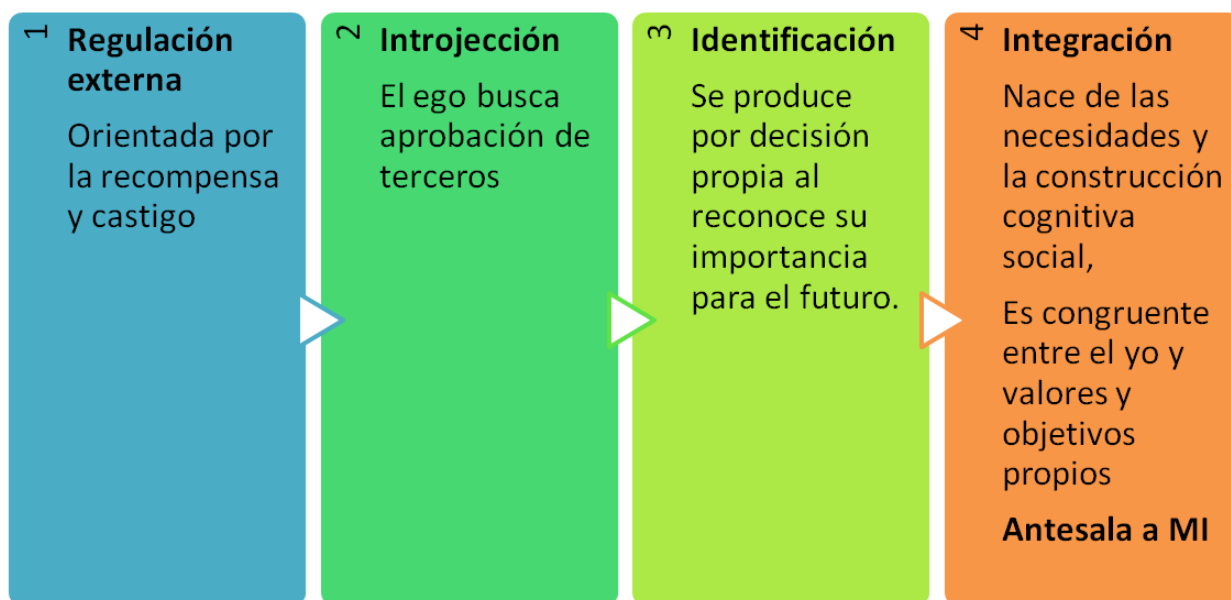 1
Regulación
externa
Orientada por
la recompensa
y castigo
2
Introjección
El ego busca
aprobación de
terceros
3
Identificación
Se produce
por decisión
propia al
reconoce su
importancia
para el futuro.
4
Integración
Nace de las
necesidades y
la construcción
cognitiva
social,
Es congruente
entre el yo y
valores y
objetivos
propios
Antesala a MI